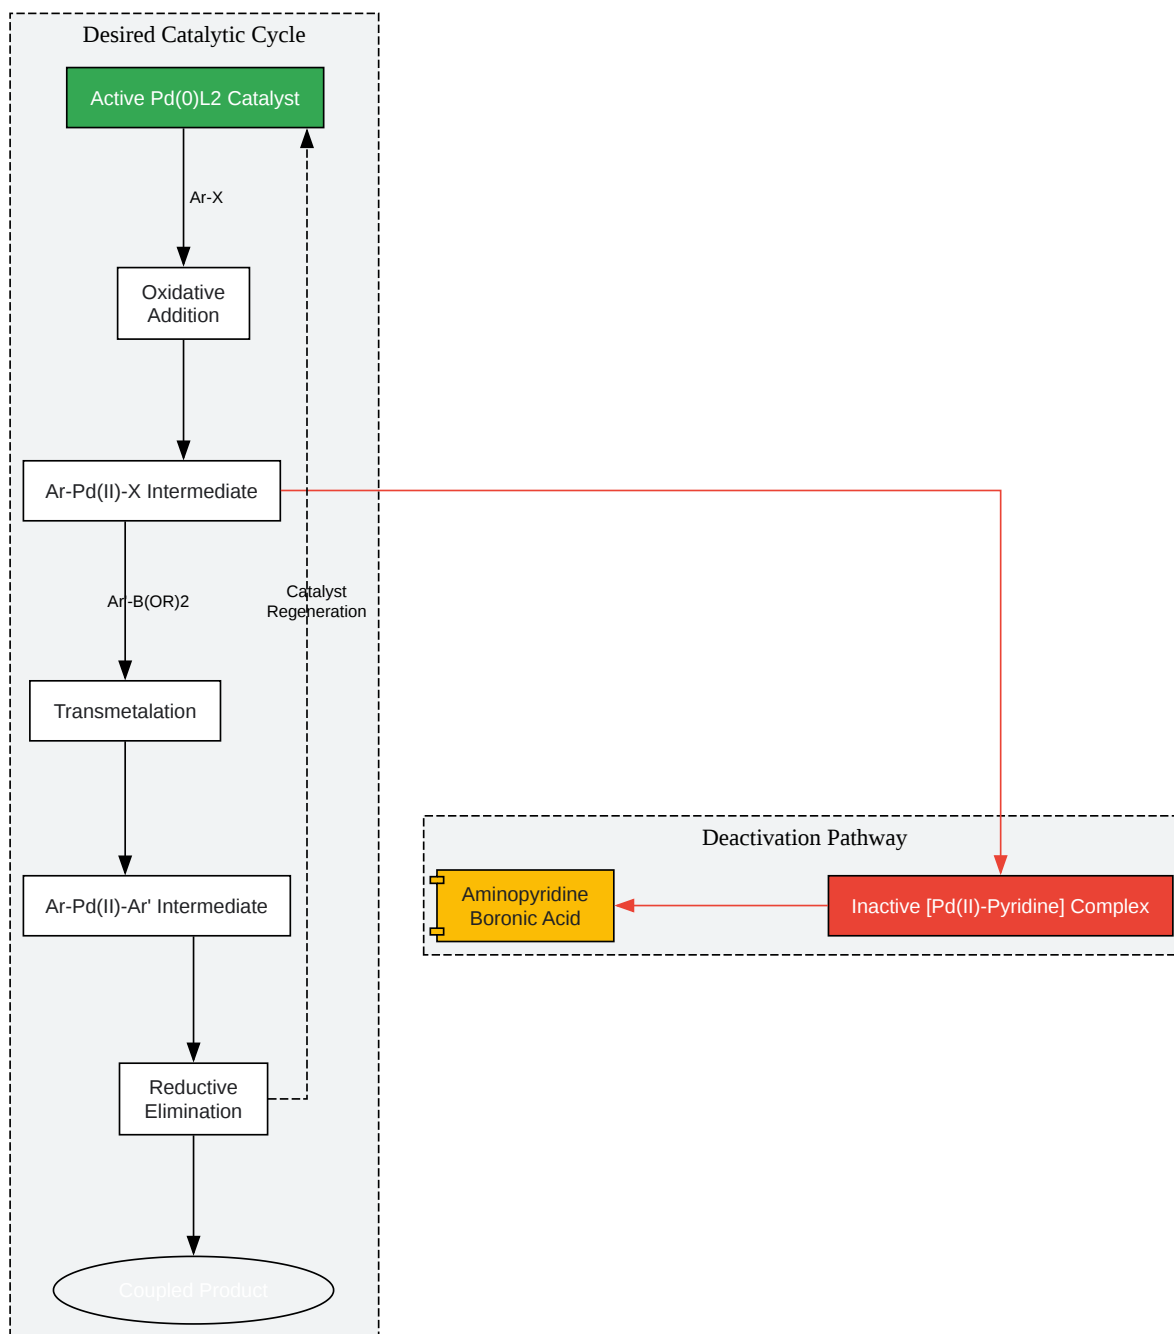 Desired Catalytic Cycle
Active Pd(0)L2 Catalyst
Ar-X
Oxidative
Addition
Ar-Pd(II)-X Intermediate
Ar'-B(OR)2
Catalyst
Regeneration
Transmetalation
Deactivation Pathway
Aminopyridine
Boronic Acid
Inactive [Pd(II)-Pyridine] Complex
Ar-Pd(II)-Ar' Intermediate
Reductive
Elimination
Coupled Product